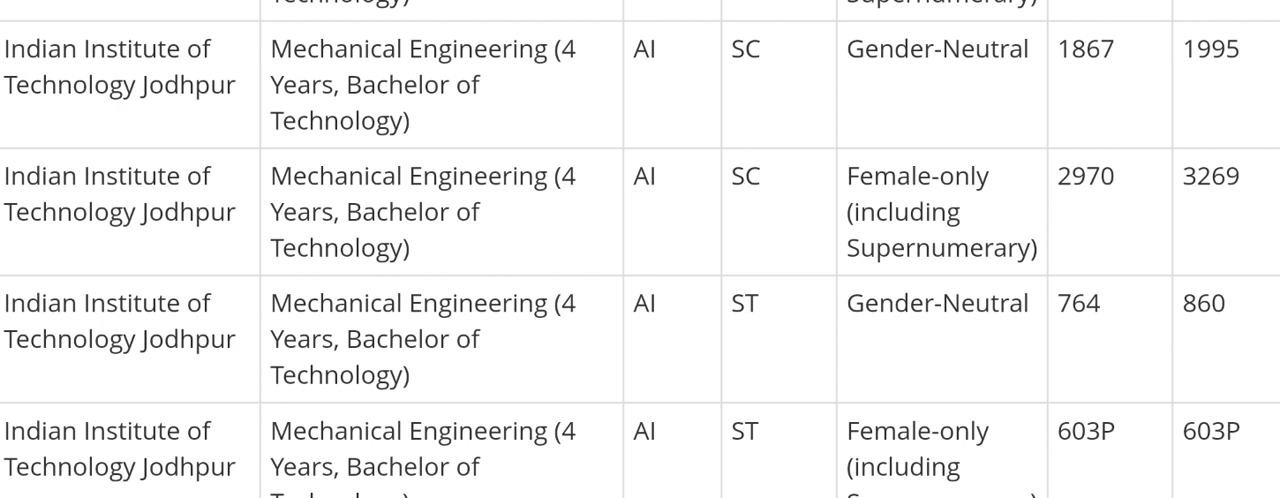 Indian Institute of Technology Jodhpur Mechanical Engineering (4 Years, Bachelor of Technology) AI SC Gender-Neutral 1867 1995
Indian Institute of Technology Jodhpur Mechanical Engineering (4 Years, Bachelor of Technology) AI SC Female-only (including Supernumerary) 2970 3269
Indian Institute of Technology Jodhpur Mechanical Engineering (4 Years, Bachelor of Technology) AI ST Gender-Neutral 764 860
Indian Institute of Technology Jodhpur Mechanical Engineering (4 Years, Bachelor of AI ST Female-only (including 603P 603P